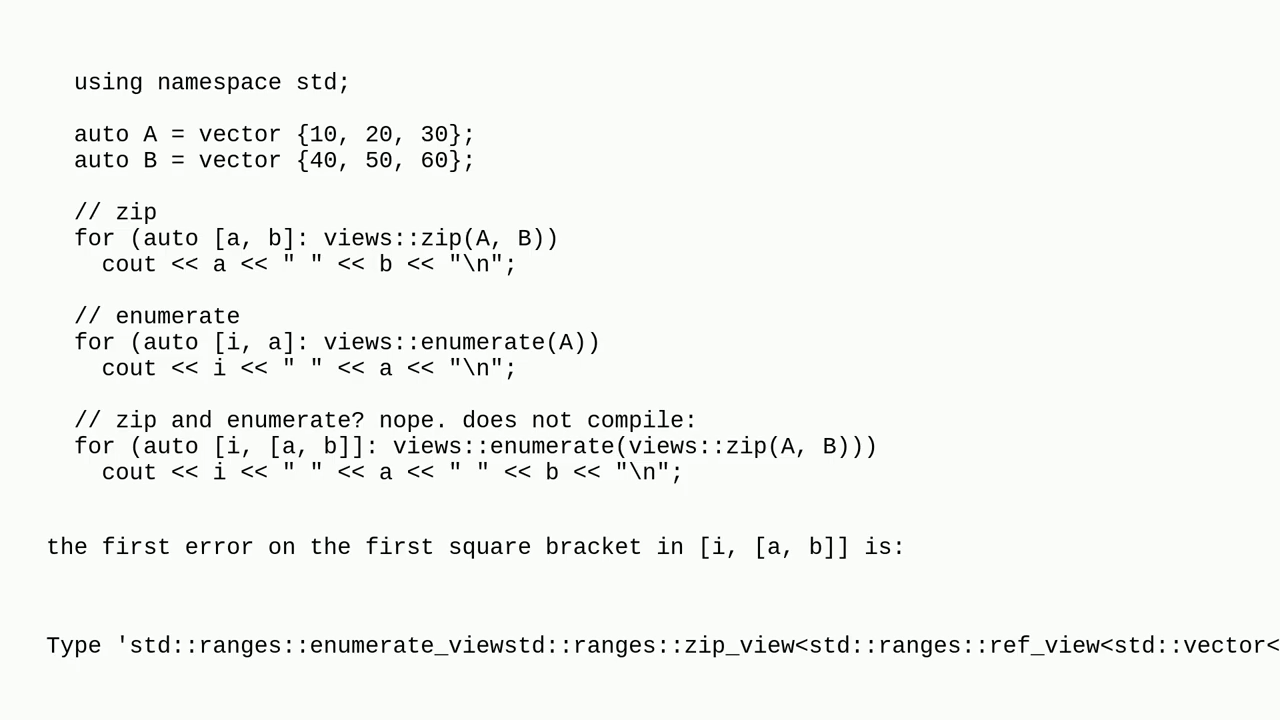 using namespace std;
auto A = vector {10, 20, 30};
auto B = vector {40, 50, 60};
// zip
for (auto [a, b]: views::zip(A, B))
cout << a << " " << b << "\n";
// enumerate
for (auto [i, a]: views::enumerate(A))
cout << i << " " << a << "\n";
// zip and enumerate? nope. does not compile:
for (auto [i, [a, b]]: views::enumerate(views::zip(A, B)))
cout << i << " " << a << " " << b << "\n";
the first error on the first square bracket in [i, [a, b]] is:
Type 'std::ranges::enumerate_viewstd::ranges::zip_view<std::ranges::ref_view<std::vector<